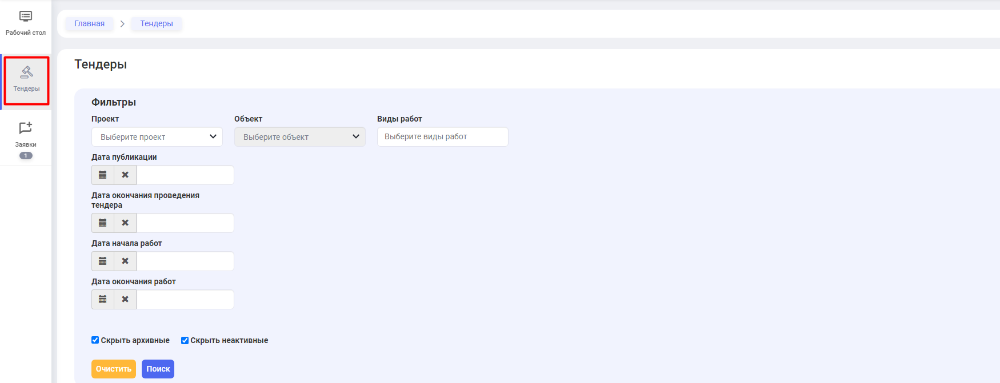 Рабочий стол
Тендеры
Заявки
1
Главная
Тендеры
Тендеры
Фильтры
Проект
Объект
Виды работ
Выберите проект
Выберите объект
Выберите виды работ
Дата публикации
Дата окончания проведения
тендера
Дата начала работ
Дата окончания работ
Скрыть архивные
Скрыть неактивные
Очистить
Поиск